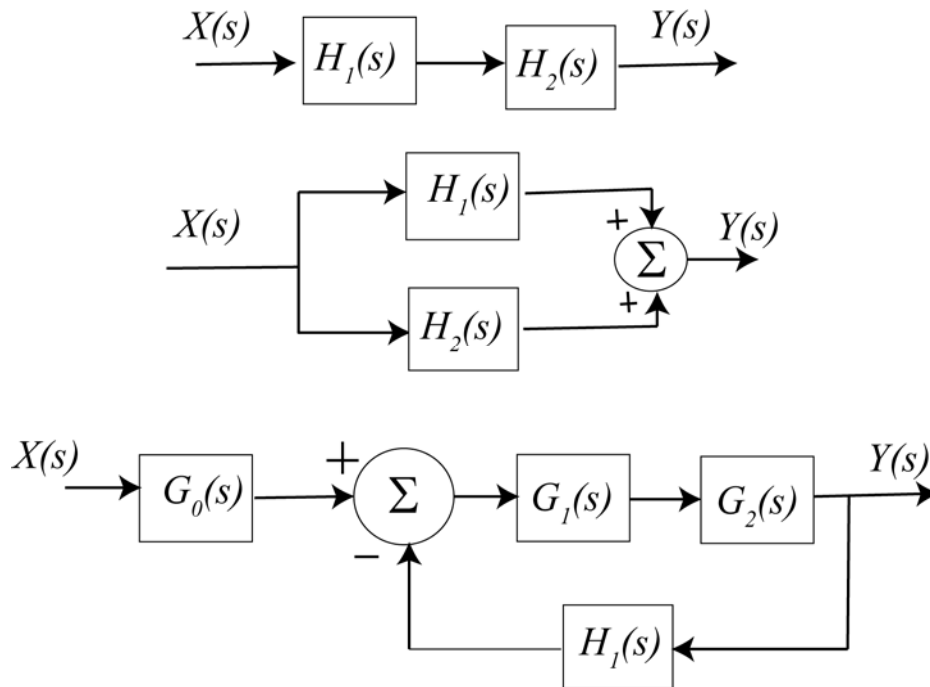 X(s) H₁(s) H₂(s) Y(s)
H₁(s)
X(s) + Σ Y(s)
+
H₂(s)
X(s) G₀(s) + Σ G₁(s) G₂(s) Y(s)
−
H₁(s)